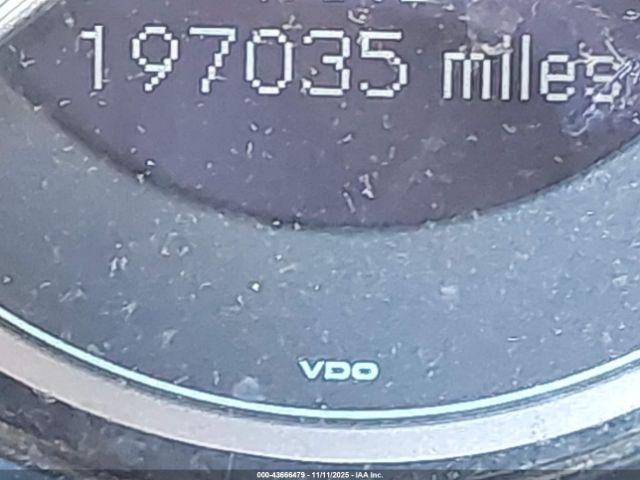 197035 miles
VDO
000-43666479 - 11/11/2025 - IAA Inc.